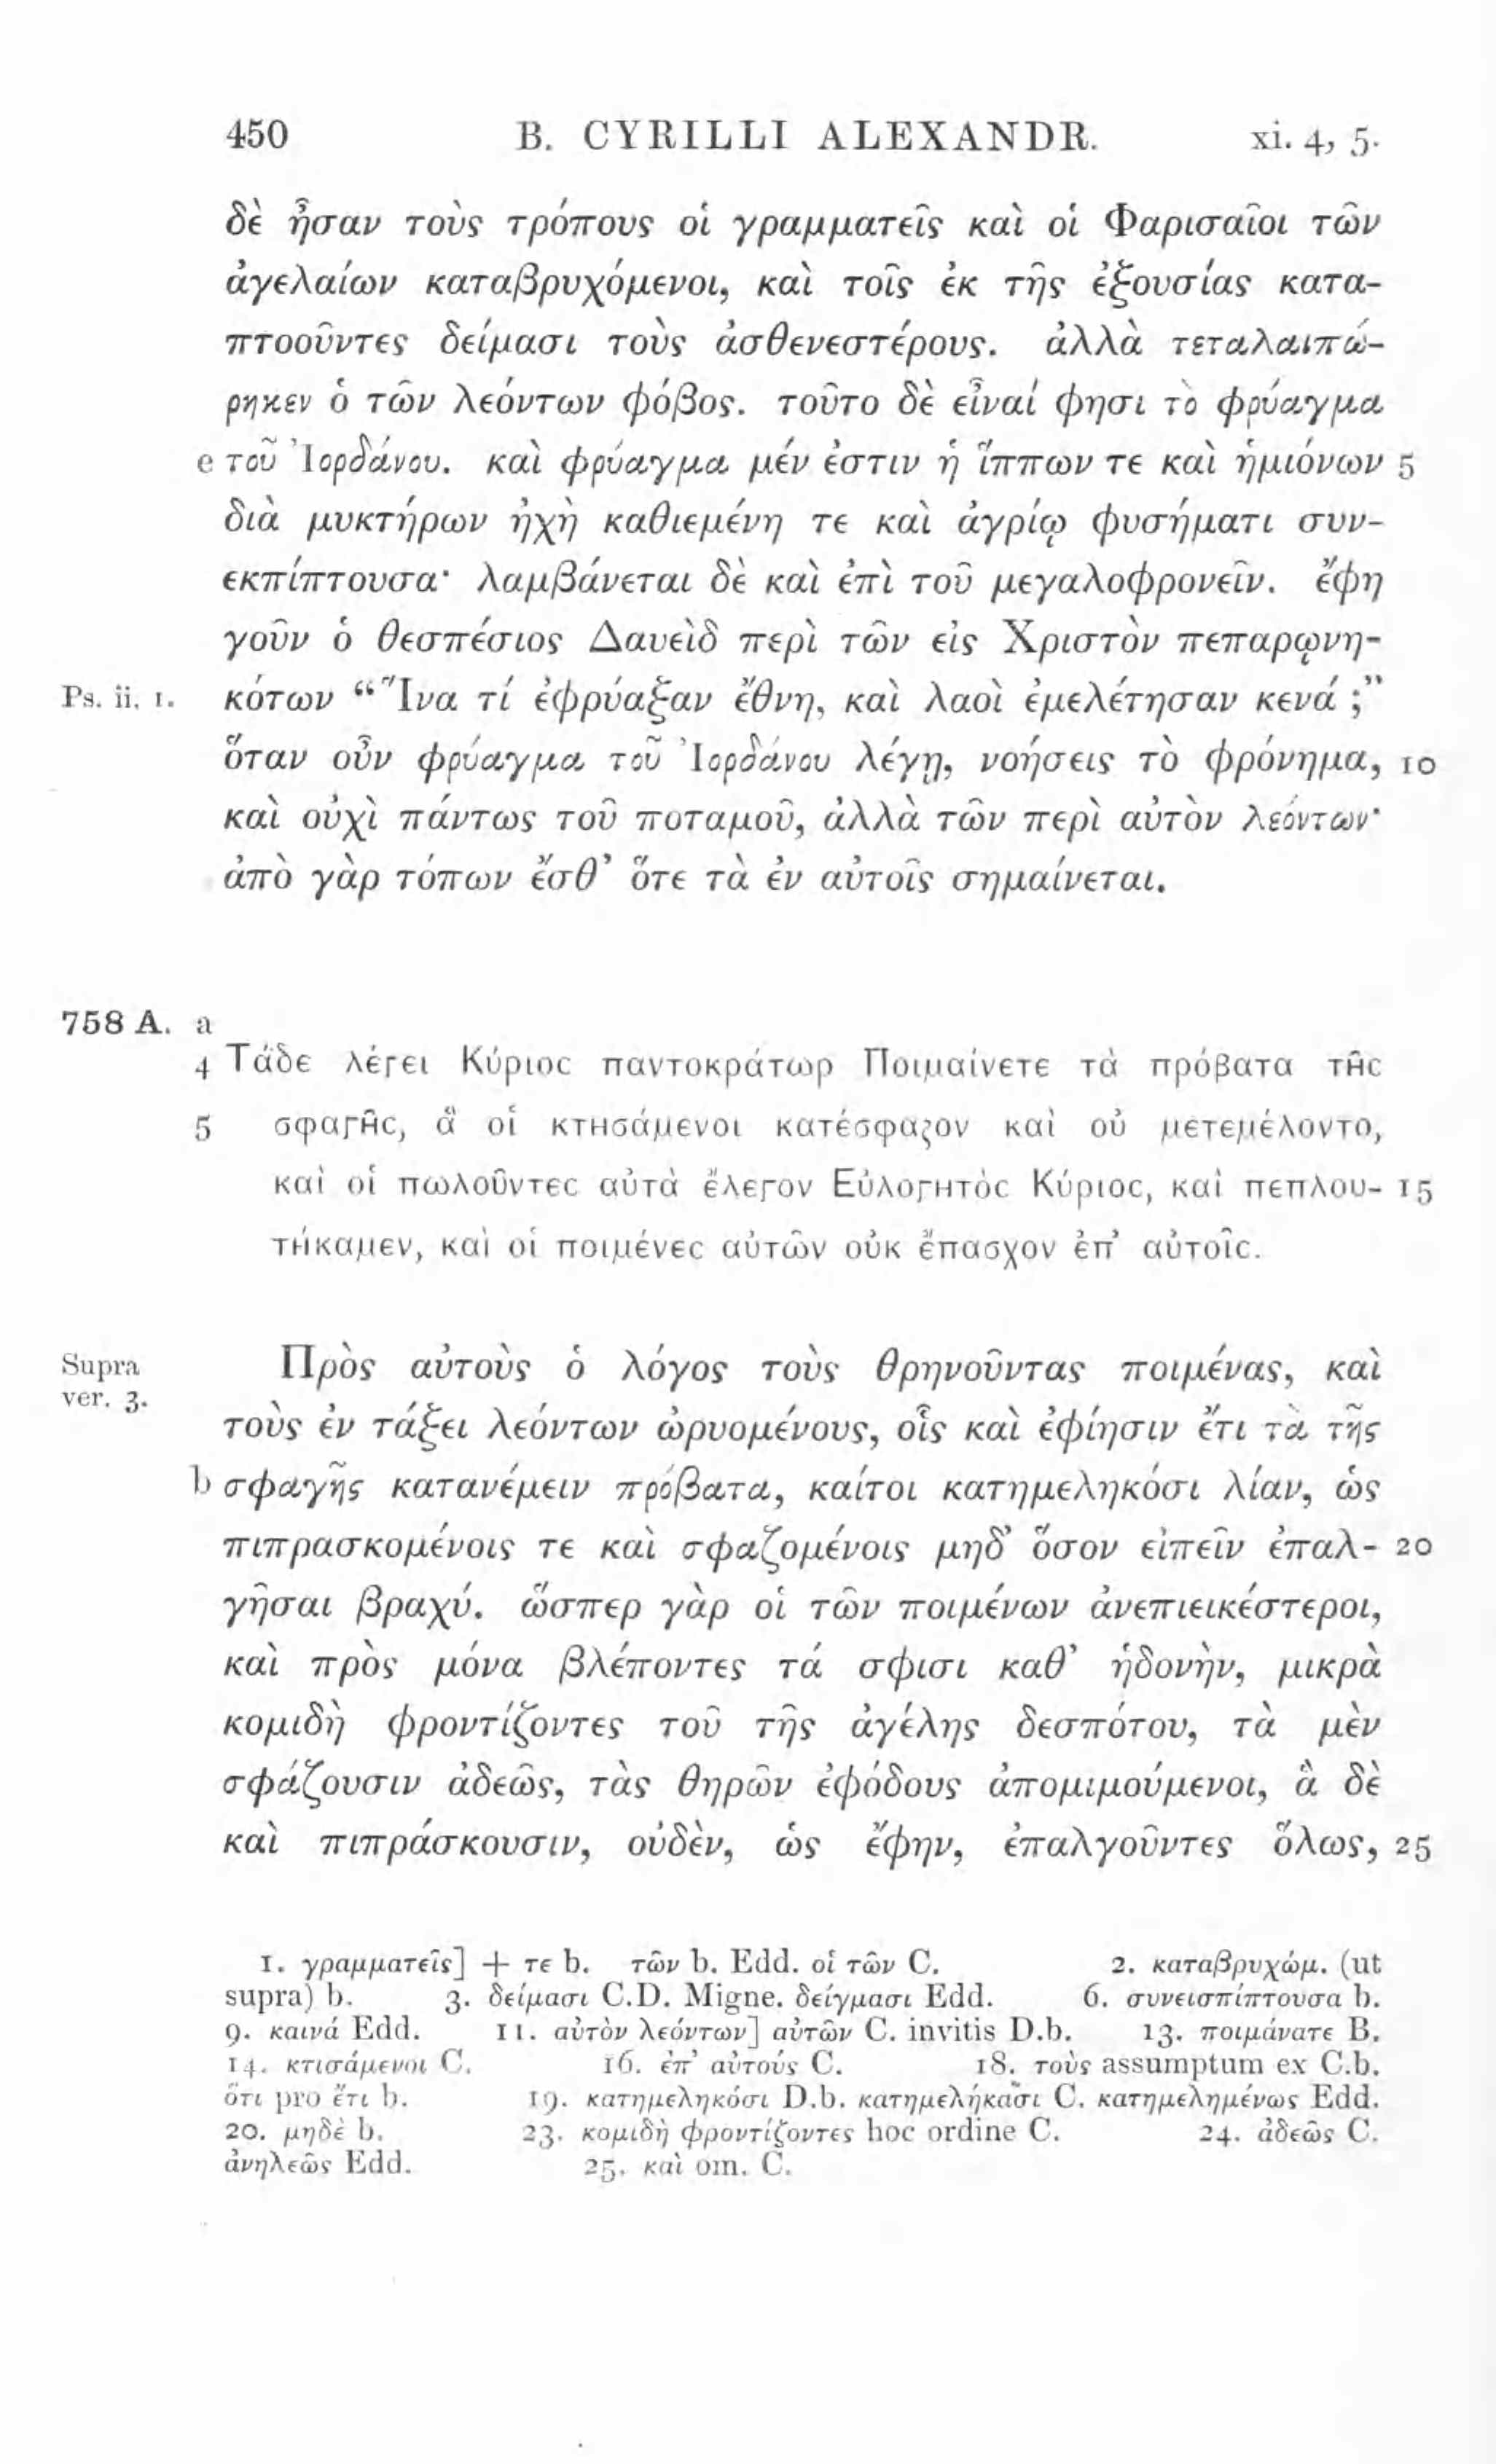 450 B. CYRILLI ALEXANDR. xi. 4, 5.
δὲ ἦσαν τοὺς τρόπους οἱ γραμματεῖς καὶ οἱ Φαρισαῖοι τῶν
ἀγελαίων καταβρυχόμενοι, καὶ τοῖς ἐκ τῆς ἐξουσίας κατα-
πτοοῦντες δείμασι τοὺς ἀσθενεστέρους. ἀλλὰ τεταλαιπώ-
ρηκεν ὁ τῶν λεόντων φόβος. τοῦτο δὲ εἶναί φησι τὸ φρύαγμα
e τοῦ Ἰορδάνου. καὶ φρύαγμα μέν ἐστιν ἡ ἵππων τε καὶ ἡμιόνων 5
διὰ μυκτήρων ἠχὴ καθιεμένη τε καὶ ἀγρίῳ φυσήματι συν-
εκπίπτουσα· λαμβάνεται δὲ καὶ ἐπὶ τοῦ μεγαλοφρονεῖν. ἔφη
γοῦν ὁ θεσπέσιος Δαυεὶδ περὶ τῶν εἰς Χριστὸν πεπαρῳνη-
Ps. ii. 1. κότων “Ἵνα τί ἐφρύαξαν ἔθνη, καὶ λαοὶ ἐμελέτησαν κενά ;”
ὅταν οὖν φρύαγμα τοῦ Ἰορδάνου λέγῃ, νοήσεις τὸ φρόνημα, 10
καὶ οὐχὶ πάντως τοῦ ποταμοῦ, ἀλλὰ τῶν περὶ αὐτὸν λεόντων·
ἀπὸ γὰρ τόπων ἔσθ’ ὅτε τὰ ἐν αὐτοῖς σημαίνεται.
758 A. a
4 Τάδε λέγει Κύριος παντοκράτωρ Ποιμαίνετε τὰ πρόβατα τῆς
5 σφαγῆς, ἃ οἱ κτησάμενοι κατέσφαζον καὶ οὐ μετεμέλοντο,
καὶ οἱ πωλοῦντες αὐτὰ ἔλεγον Εὐλογητὸς Κύριος, καὶ πεπλου- 15
τήκαμεν, καὶ οἱ ποιμένες αὐτῶν οὐκ ἔπασχον ἐπ’ αὐτοῖς.
Supra Πρὸς αὐτοὺς ὁ λόγος τοὺς θρηνοῦντας ποιμένας, καὶ
ver. 3. τοὺς ἐν τάξει λεόντων ὠρυομένους, οἷς καὶ ἐφίησιν ἔτι τὰ τῆς
b σφαγῆς κατανέμειν πρόβατα, καίτοι κατημεληκόσι λίαν, ὡς
πιπρασκομένοις τε καὶ σφαζομένοις μηδ’ ὅσον εἰπεῖν ἐπαλ- 20
γῆσαι βραχύ. ὥσπερ γὰρ οἱ τῶν ποιμένων ἀνεπιεικέστεροι,
καὶ πρὸς μόνα βλέποντες τά σφισι καθ’ ἡδονὴν, μικρὰ
κομιδῆ φροντίζοντες τοῦ τῆς ἀγέλης δεσπότου, τὰ μὲν
σφάζουσιν ἀδεῶς, τὰς θηρῶν ἐφόδους ἀπομιμούμενοι, ἃ δὲ
καὶ πιπράσκουσιν, οὐδὲν, ὡς ἔφην, ἐπαλγοῦντες ὅλως, 25
1. γραμματεῖς] + τε b. τῶν b. Edd. οἱ τῶν C. 2. καταβρυχώμ. (ut
supra) b. 3. δείμασι C.D. Migne. δείγμασι Edd. 6. συνεισπίπτουσα b.
9. καινά Edd. 11. αὐτὸν λεόντων] αὐτῶν C. invitis D.b. 13. ποιμάνατε B.
14. κτισάμενοι C. 16. ἐπ’ αὐτούς C. 18. τοὺς assumptum ex C.b.
ὅτι pro ἔτι b. 19. κατημεληκόσι D.b. κατημελήκασι C. κατημελημένως Edd.
20. μηδὲ b. 23. κομιδῆ φροντίζοντες hoc ordine C. 24. ἀδεῶς C.
ἀνηλεῶς Edd. 25. καὶ om. C.